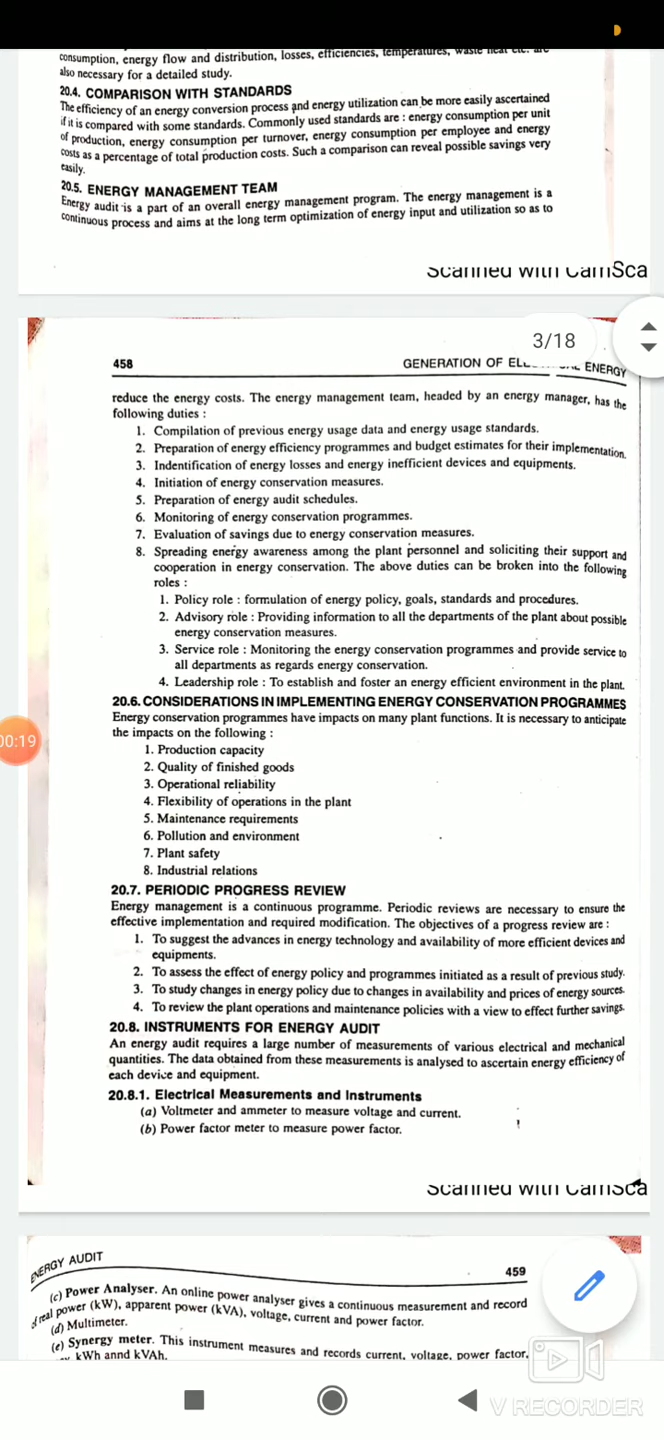 consumption, energy flow and distribution, losses, efficiencies, temperatures, waste heat etc. are
also necessary for a detailed study.
20.4. COMPARISON WITH STANDARDS
The efficiency of an energy conversion process and energy utilization can be more easily ascertained
if it is compared with some standards. Commonly used standards are : energy consumption per unit
of production, energy consumption per turnover, energy consumption per employee and energy
costs as a percentage of total production costs. Such a comparison can reveal possible savings very
easily.
20.5. ENERGY MANAGEMENT TEAM
Energy audit is a part of an overall energy management program. The energy management is a
continuous process and aims at the long term optimization of energy input and utilization so as to
Scanned with CamSca
3/18
458 GENERATION OF ELECTRICAL ENERGY
reduce the energy costs. The energy management team, headed by an energy manager, has the
following duties :
1. Compilation of previous energy usage data and energy usage standards.
2. Preparation of energy efficiency programmes and budget estimates for their implementation.
3. Indentification of energy losses and energy inefficient devices and equipments.
4. Initiation of energy conservation measures.
5. Preparation of energy audit schedules.
6. Monitoring of energy conservation programmes.
7. Evaluation of savings due to energy conservation measures.
8. Spreading energy awareness among the plant personnel and soliciting their support and
cooperation in energy conservation. The above duties can be broken into the following
roles :
1. Policy role : formulation of energy policy, goals, standards and procedures.
2. Advisory role : Providing information to all the departments of the plant about possible
energy conservation measures.
3. Service role : Monitoring the energy conservation programmes and provide service to
all departments as regards energy conservation.
4. Leadership role : To establish and foster an energy efficient environment in the plant.
20.6. CONSIDERATIONS IN IMPLEMENTING ENERGY CONSERVATION PROGRAMMES
Energy conservation programmes have impacts on many plant functions. It is necessary to anticipate
the impacts on the following :
00:19
1. Production capacity
2. Quality of finished goods
3. Operational reliability
4. Flexibility of operations in the plant
5. Maintenance requirements
6. Pollution and environment
7. Plant safety
8. Industrial relations
20.7. PERIODIC PROGRESS REVIEW
Energy management is a continuous programme. Periodic reviews are necessary to ensure the
effective implementation and required modification. The objectives of a progress review are :
1. To suggest the advances in energy technology and availability of more efficient devices and
equipments.
2. To assess the effect of energy policy and programmes initiated as a result of previous study.
3. To study changes in energy policy due to changes in availability and prices of energy sources.
4. To review the plant operations and maintenance policies with a view to effect further savings.
20.8. INSTRUMENTS FOR ENERGY AUDIT
An energy audit requires a large number of measurements of various electrical and mechanical
quantities. The data obtained from these measurements is analysed to ascertain energy efficiency of
each device and equipment.
20.8.1. Electrical Measurements and Instruments
(a) Voltmeter and ammeter to measure voltage and current.
(b) Power factor meter to measure power factor.
Scanned with CamSca
ENERGY AUDIT 459
(c) Power Analyser. An online power analyser gives a continuous measurement and record
of real power (kW), apparent power (kVA), voltage, current and power factor.
(d) Multimeter.
(e) Synergy meter. This instrument measures and records current, voltage, power factor,
kWh annd kVAh.
V RECORDER